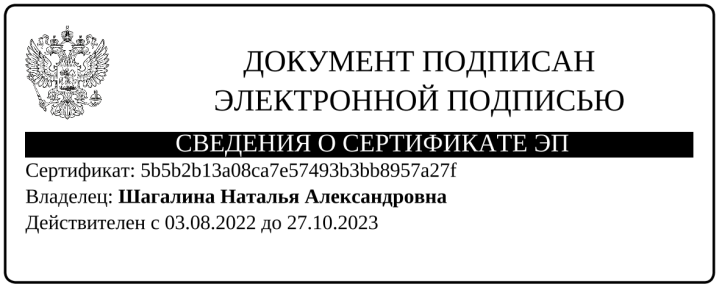 ДОКУМЕНТ ПОДПИСАН
ЭЛЕКТРОННОЙ ПОДПИСЬЮ
СВЕДЕНИЯ О СЕРТИФИКАТЕ ЭП
Сертификат: 5b5b2b13a08ca7e57493b3bb8957a27f
Владелец: Шагалина Наталья Александровна
Действителен с 03.08.2022 до 27.10.2023